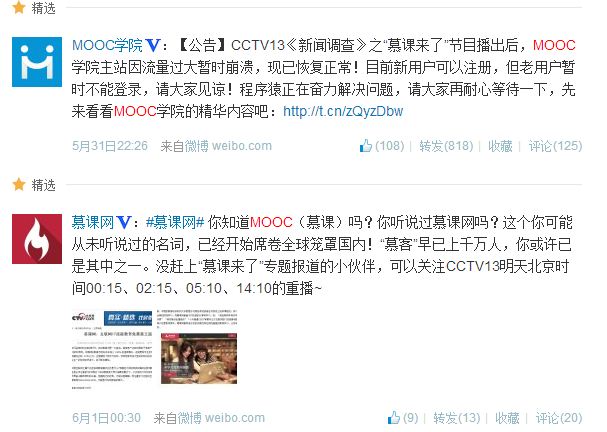 精选
MOOC学院V：【公告】CCTV13《新闻调查》之“慕课来了”节目播出后，MOOC
学院主站因流量过大暂时崩溃，现已恢复正常！目前新用户可以注册，但老用户暂
时不能登录，请大家见谅！程序猿正在奋力解决问题，请大家再耐心等待一下，先
来看看MOOC学院的精华内容吧：http://t.cn/zQyzDbw
5月31日22:26 来自微博 weibo.com (108) | 转发(818) | 收藏 | 评论(125)
精选
慕课网V：#慕课网# 你知道MOOC（慕课）吗？你听说过慕课网吗？这个你可能
从未听说过的名词，已经开始席卷全球笼罩国内！“慕客”早已上千万人，你或许已
是其中之一。没赶上“慕课来了”专题报道的小伙伴，可以关注CCTV13明天北京时
间00:15、02:15、05:10、14:10的重播~
6月1日00:30 来自微博 weibo.com (9) | 转发(13) | 收藏 | 评论(20)